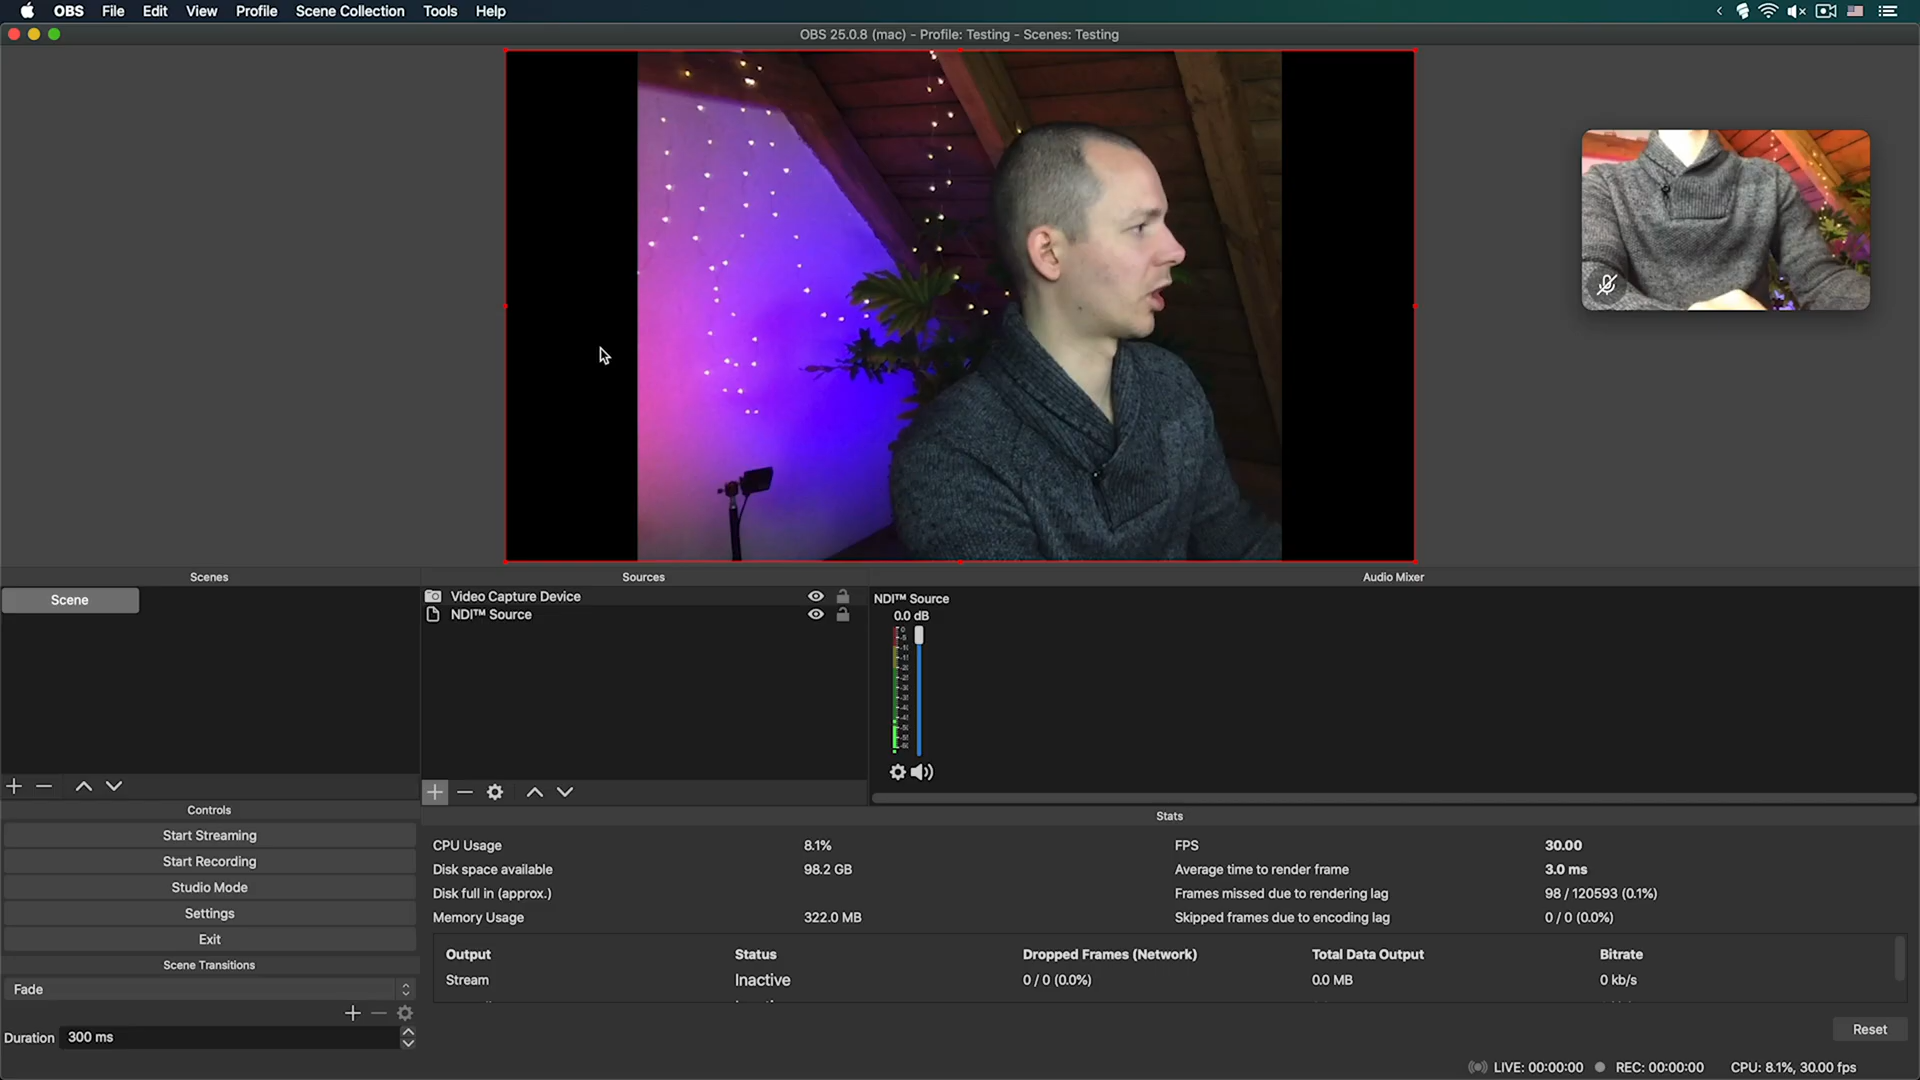 OBS File Edit View Profile Scene Collection Tools Help
OBS 25.0.8 (mac) - Profile: Testing - Scenes: Testing
Scenes
Scene
Sources
Video Capture Device
NDI™ Source
Audio Mixer
NDI™ Source
0.0 dB
Controls
Start Streaming
Start Recording
Studio Mode
Settings
Exit
Scene Transitions
Fade
Duration 300 ms
Stats
CPU Usage 8.1%
Disk space available 98.2 GB
Disk full in (approx.)
Memory Usage 322.0 MB
FPS 30.00
Average time to render frame 3.0 ms
Frames missed due to rendering lag 98 / 120593 (0.1%)
Skipped frames due to encoding lag 0 / 0 (0.0%)
Output Status Dropped Frames (Network) Total Data Output Bitrate
Stream Inactive 0 / 0 (0.0%) 0.0 MB 0 kb/s
Reset
LIVE: 00:00:00 REC: 00:00:00 CPU: 8.1%, 30.00 fps